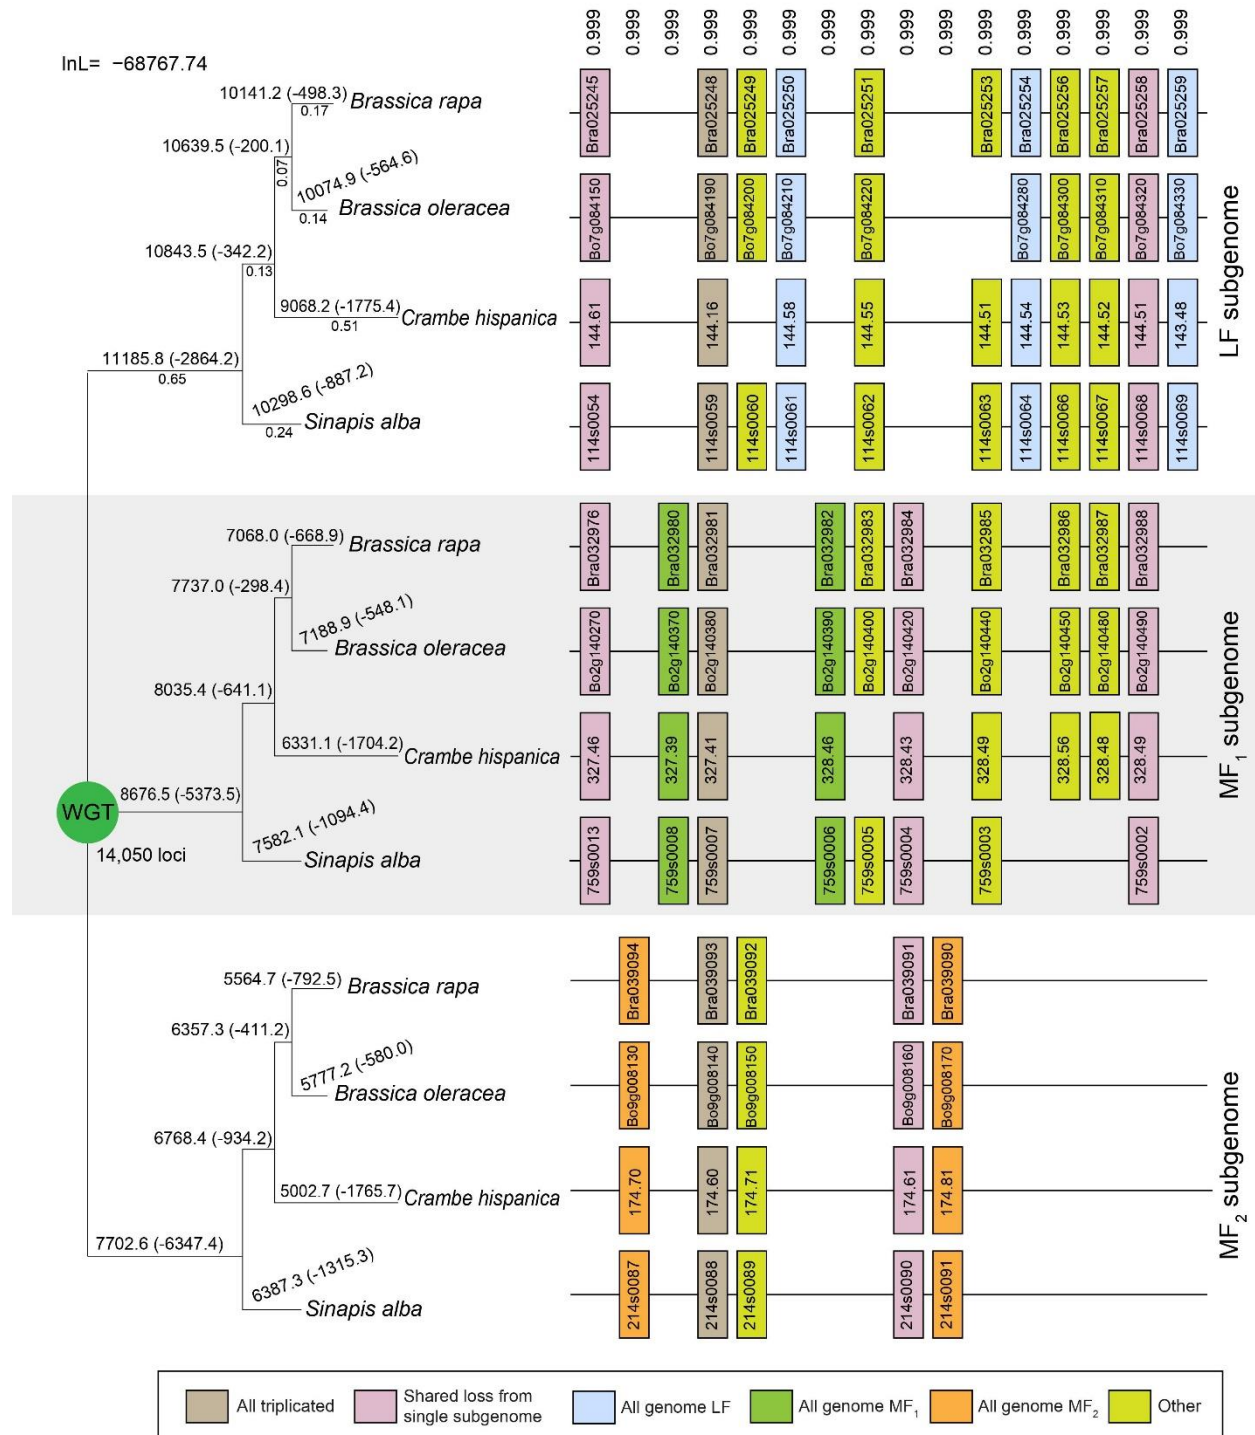 0.999 0.999 0.999 0.999 0.999 0.999 0.999 0.999 0.999 0.999 0.999 0.999 0.999 0.999 0.999 0.999
lnL= −68767.74
10141.2 (-498.3)
0.17
Brassica rapa
10639.5 (-200.1)
0.07
10074.9 (-564.6)
0.14
Brassica oleracea
10843.5 (-342.2)
0.13
9068.2 (-1775.4)
0.51
Crambe hispanica
11185.8 (-2864.2)
0.65
10298.6 (-887.2)
0.24
Sinapis alba
Bra025245 Bra025248 Bra025249 Bra025250 Bra025251 Bra025253 Bra025254 Bra025256 Bra025257 Bra025258 Bra025259
Bo7g084150 Bo7g084190 Bo7g084200 Bo7g084210 Bo7g084220 Bo7g084280 Bo7g084300 Bo7g084310 Bo7g084320 Bo7g084330
144.61 144.16 144.58 144.55 144.51 144.54 144.53 144.52 144.51 143.48
114s0054 114s0059 114s0060 114s0061 114s0062 114s0063 114s0064 114s0066 114s0067 114s0068 114s0069
LF subgenome
7068.0 (-668.9)
Brassica rapa
7737.0 (-298.4)
7188.9 (-548.1)
Brassica oleracea
8035.4 (-641.1)
6331.1 (-1704.2)
Crambe hispanica
WGT
8676.5 (-5373.5)
14,050 loci
7582.1 (-1094.4)
Sinapis alba
Bra032976 Bra032980 Bra032981 Bra032982 Bra032983 Bra032984 Bra032985 Bra032986 Bra032987 Bra032988
Bo2g140270 Bo2g140370 Bo2g140380 Bo2g140390 Bo2g140400 Bo2g140420 Bo2g140440 Bo2g140450 Bo2g140480 Bo2g140490
327.46 327.39 327.41 328.46 328.43 328.49 328.56 328.48 328.49
759s0013 759s0008 759s0007 759s0006 759s0005 759s0004 759s0003 759s0002
MF1 subgenome
5564.7 (-792.5)
Brassica rapa
6357.3 (-411.2)
5777.2 (-580.0)
Brassica oleracea
6768.4 (-934.2)
5002.7 (-1765.7)
Crambe hispanica
7702.6 (-6347.4)
6387.3 (-1315.3)
Sinapis alba
Bra039094 Bra039093 Bra039092 Bra039091 Bra039090
Bo9g008130 Bo9g008140 Bo9g008150 Bo9g008160 Bo9g008170
174.70 174.60 174.71 174.61 174.81
214s0087 214s0088 214s0089 214s0090 214s0091
MF2 subgenome
All triplicated
Shared loss from
single subgenome
All genome LF
All genome MF1
All genome MF2
Other